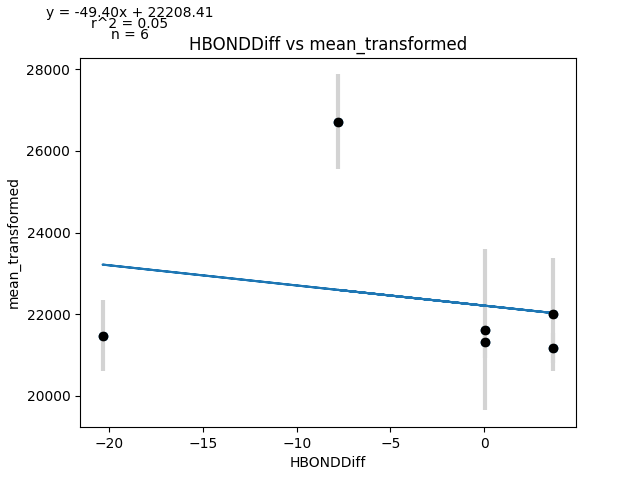 y = -49.40x + 22208.41
r^2 = 0.05
n = 6
HBONDDiff vs mean_transformed
28000
26000
24000
22000
20000
mean_transformed
−20
−15
−10
−5
0
HBONDDiff